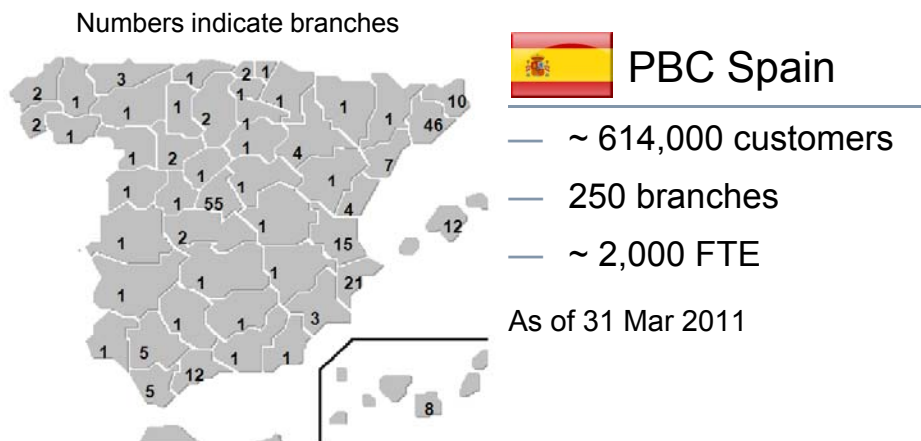 Numbers indicate branches
PBC Spain
— ~ 614,000 customers
— 250 branches
— ~ 2,000 FTE
As of 31 Mar 2011
3 1 2 1
2 1 1 1 1 1 1 10
2 1 1 2 1 1 46
1 2 1 4 7
1 1 1
1 1 55 4
1 2 1 15 12
1 1 1 21
1 1 3
1 5 1 1
5 12
8